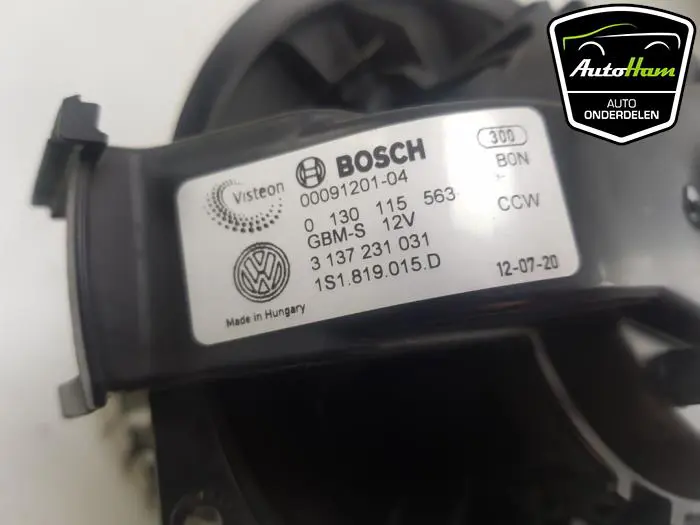 AutoHam
AUTO
ONDERDELEN
Visteon
BOSCH
300
00091201-04
BON
0 130 115 563
GBM-S 12V
CCW
3 137 231 031
1S1.819.015.D
12-07-20
Made in Hungary